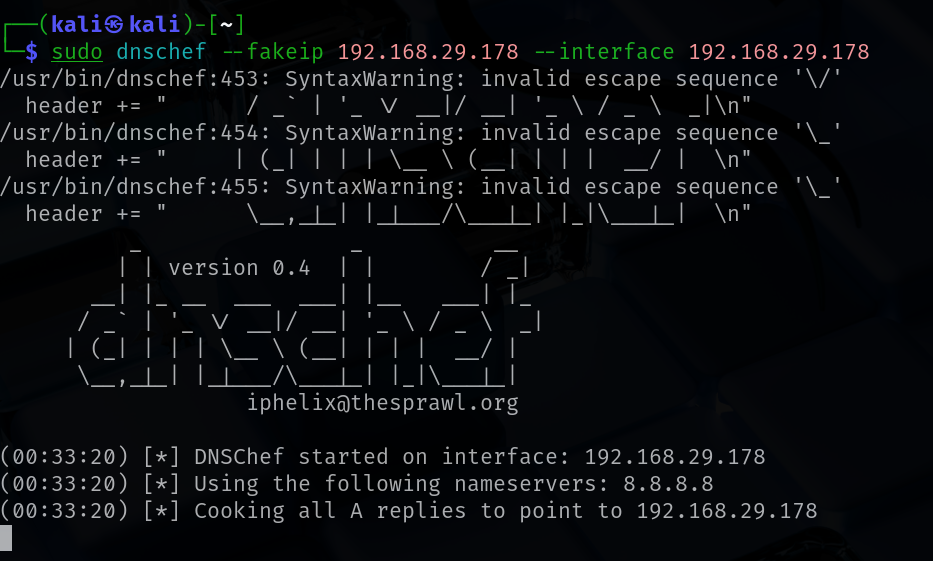 ┌──(kali㉿kali)-[~]
└─$ sudo dnschef --fakeip 192.168.29.178 --interface 192.168.29.178
/usr/bin/dnschef:453: SyntaxWarning: invalid escape sequence '\/'
  header += "      / _` | '_ \/ __|/ __| '_ \ / _ \  _|\n"
/usr/bin/dnschef:454: SyntaxWarning: invalid escape sequence '\_'
  header += "     | (_| | | | \__ \ (__| | | |  __/ |  \n"
/usr/bin/dnschef:455: SyntaxWarning: invalid escape sequence '\_'
  header += "      \__,_|_| |_|___/\___|_| |_|\___|_|  \n"
          _                _          __
         | | version 0.4  | |        / _|
       __| |_ __  ___  ___| |__   ___| |_
      / _` | '_ \/ __|/ __| '_ \ / _ \  _|
     | (_| | | | \__ \ (__| | | |  __/ |
      \__,_|_| |_|___/\___|_| |_|\___|_|
                   iphelix@thesprawl.org

(00:33:20) [*] DNSChef started on interface: 192.168.29.178
(00:33:20) [*] Using the following nameservers: 8.8.8.8
(00:33:20) [*] Cooking all A replies to point to 192.168.29.178